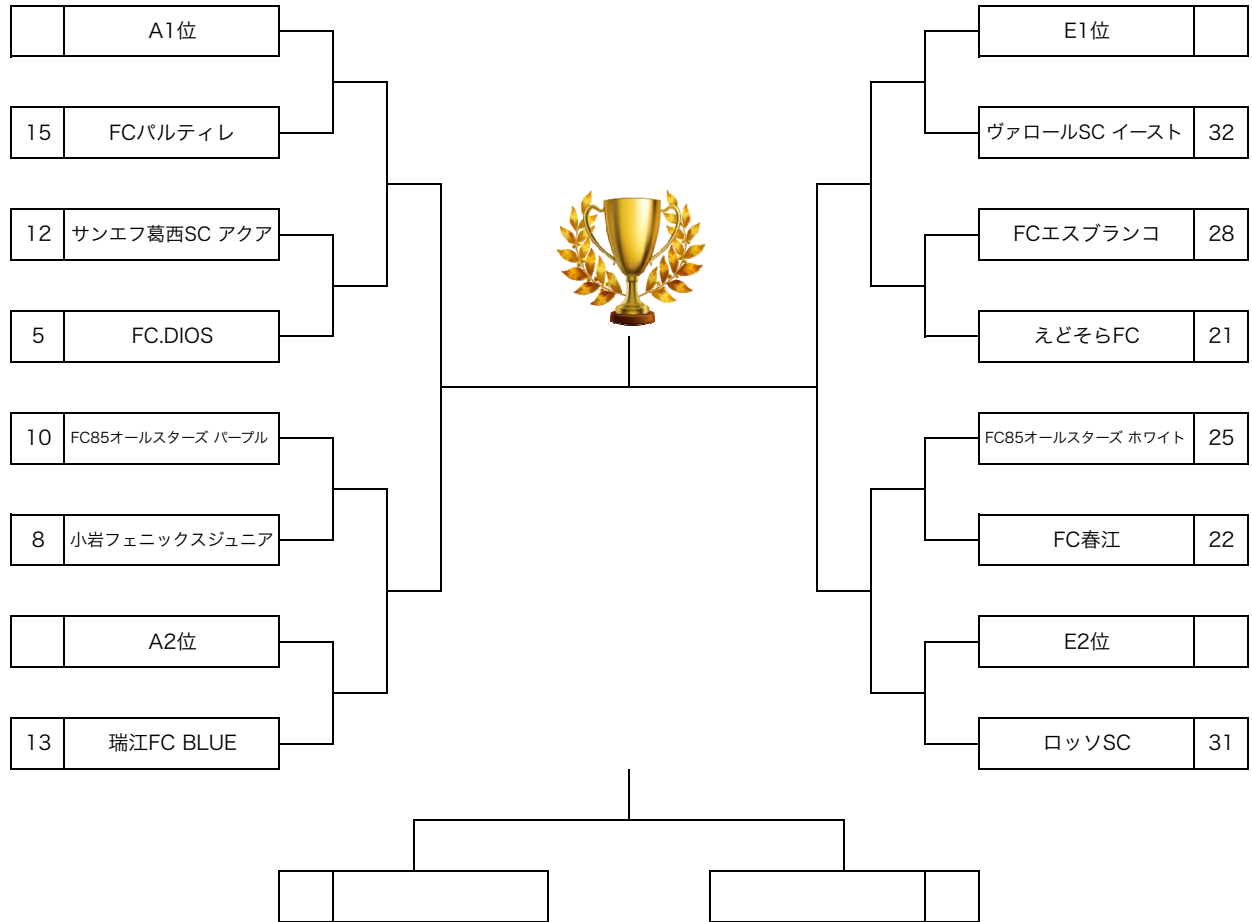 A1位
15 FCパルティレ
12 サンエフ葛西SC アクア
5 FC.DIOS
10 FC85オールスターズ パープル
8 小岩フェニックスジュニア
A2位
13 瑞江FC BLUE
E1位
ヴァロールSC イースト 32
FCエスブランコ 28
えどそらFC 21
FC85オールスターズ ホワイト 25
FC春江 22
E2位
ロッソSC 31